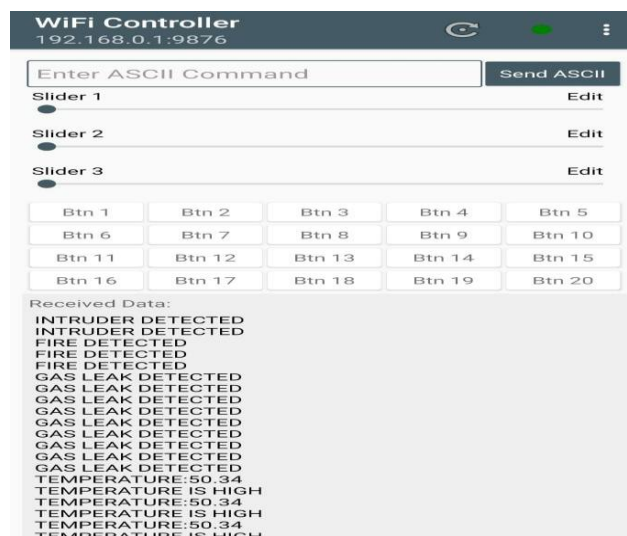 WiFi Controller
192.168.0.1:9876
Enter ASCII Command Send ASCII
Slider 1 Edit
Slider 2 Edit
Slider 3 Edit
Btn 1 Btn 2 Btn 3 Btn 4 Btn 5
Btn 6 Btn 7 Btn 8 Btn 9 Btn 10
Btn 11 Btn 12 Btn 13 Btn 14 Btn 15
Btn 16 Btn 17 Btn 18 Btn 19 Btn 20
Received Data:
INTRUDER DETECTED
INTRUDER DETECTED
FIRE DETECTED
FIRE DETECTED
FIRE DETECTED
GAS LEAK DETECTED
GAS LEAK DETECTED
GAS LEAK DETECTED
GAS LEAK DETECTED
GAS LEAK DETECTED
GAS LEAK DETECTED
GAS LEAK DETECTED
GAS LEAK DETECTED
GAS LEAK DETECTED
TEMPERATURE:50.34
TEMPERATURE IS HIGH
TEMPERATURE:50.34
TEMPERATURE IS HIGH
TEMPERATURE:50.34
TEMPERATURE IS HIGH